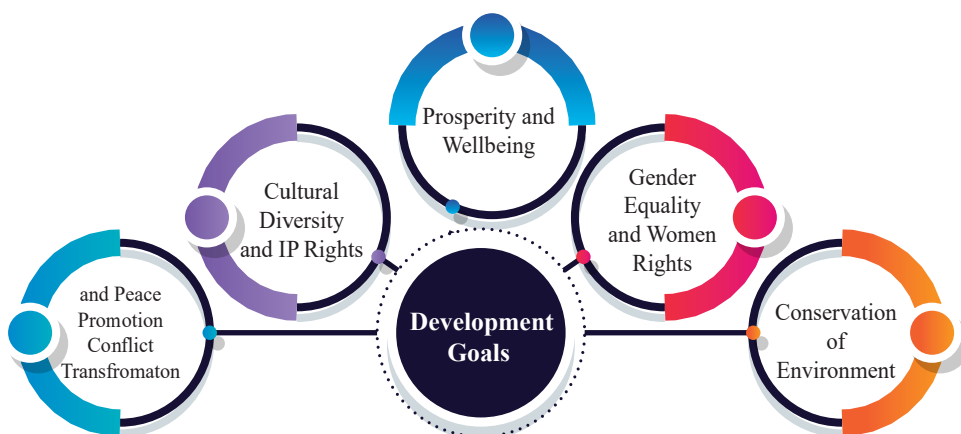 Prosperity and
Wellbeing
Cultural
Diversity
and IP Rights
Gender
Equality
and Women
Rights
and Peace
Promotion
Conflict
Transfromaton
Development
Goals
Conservation
of
Environment